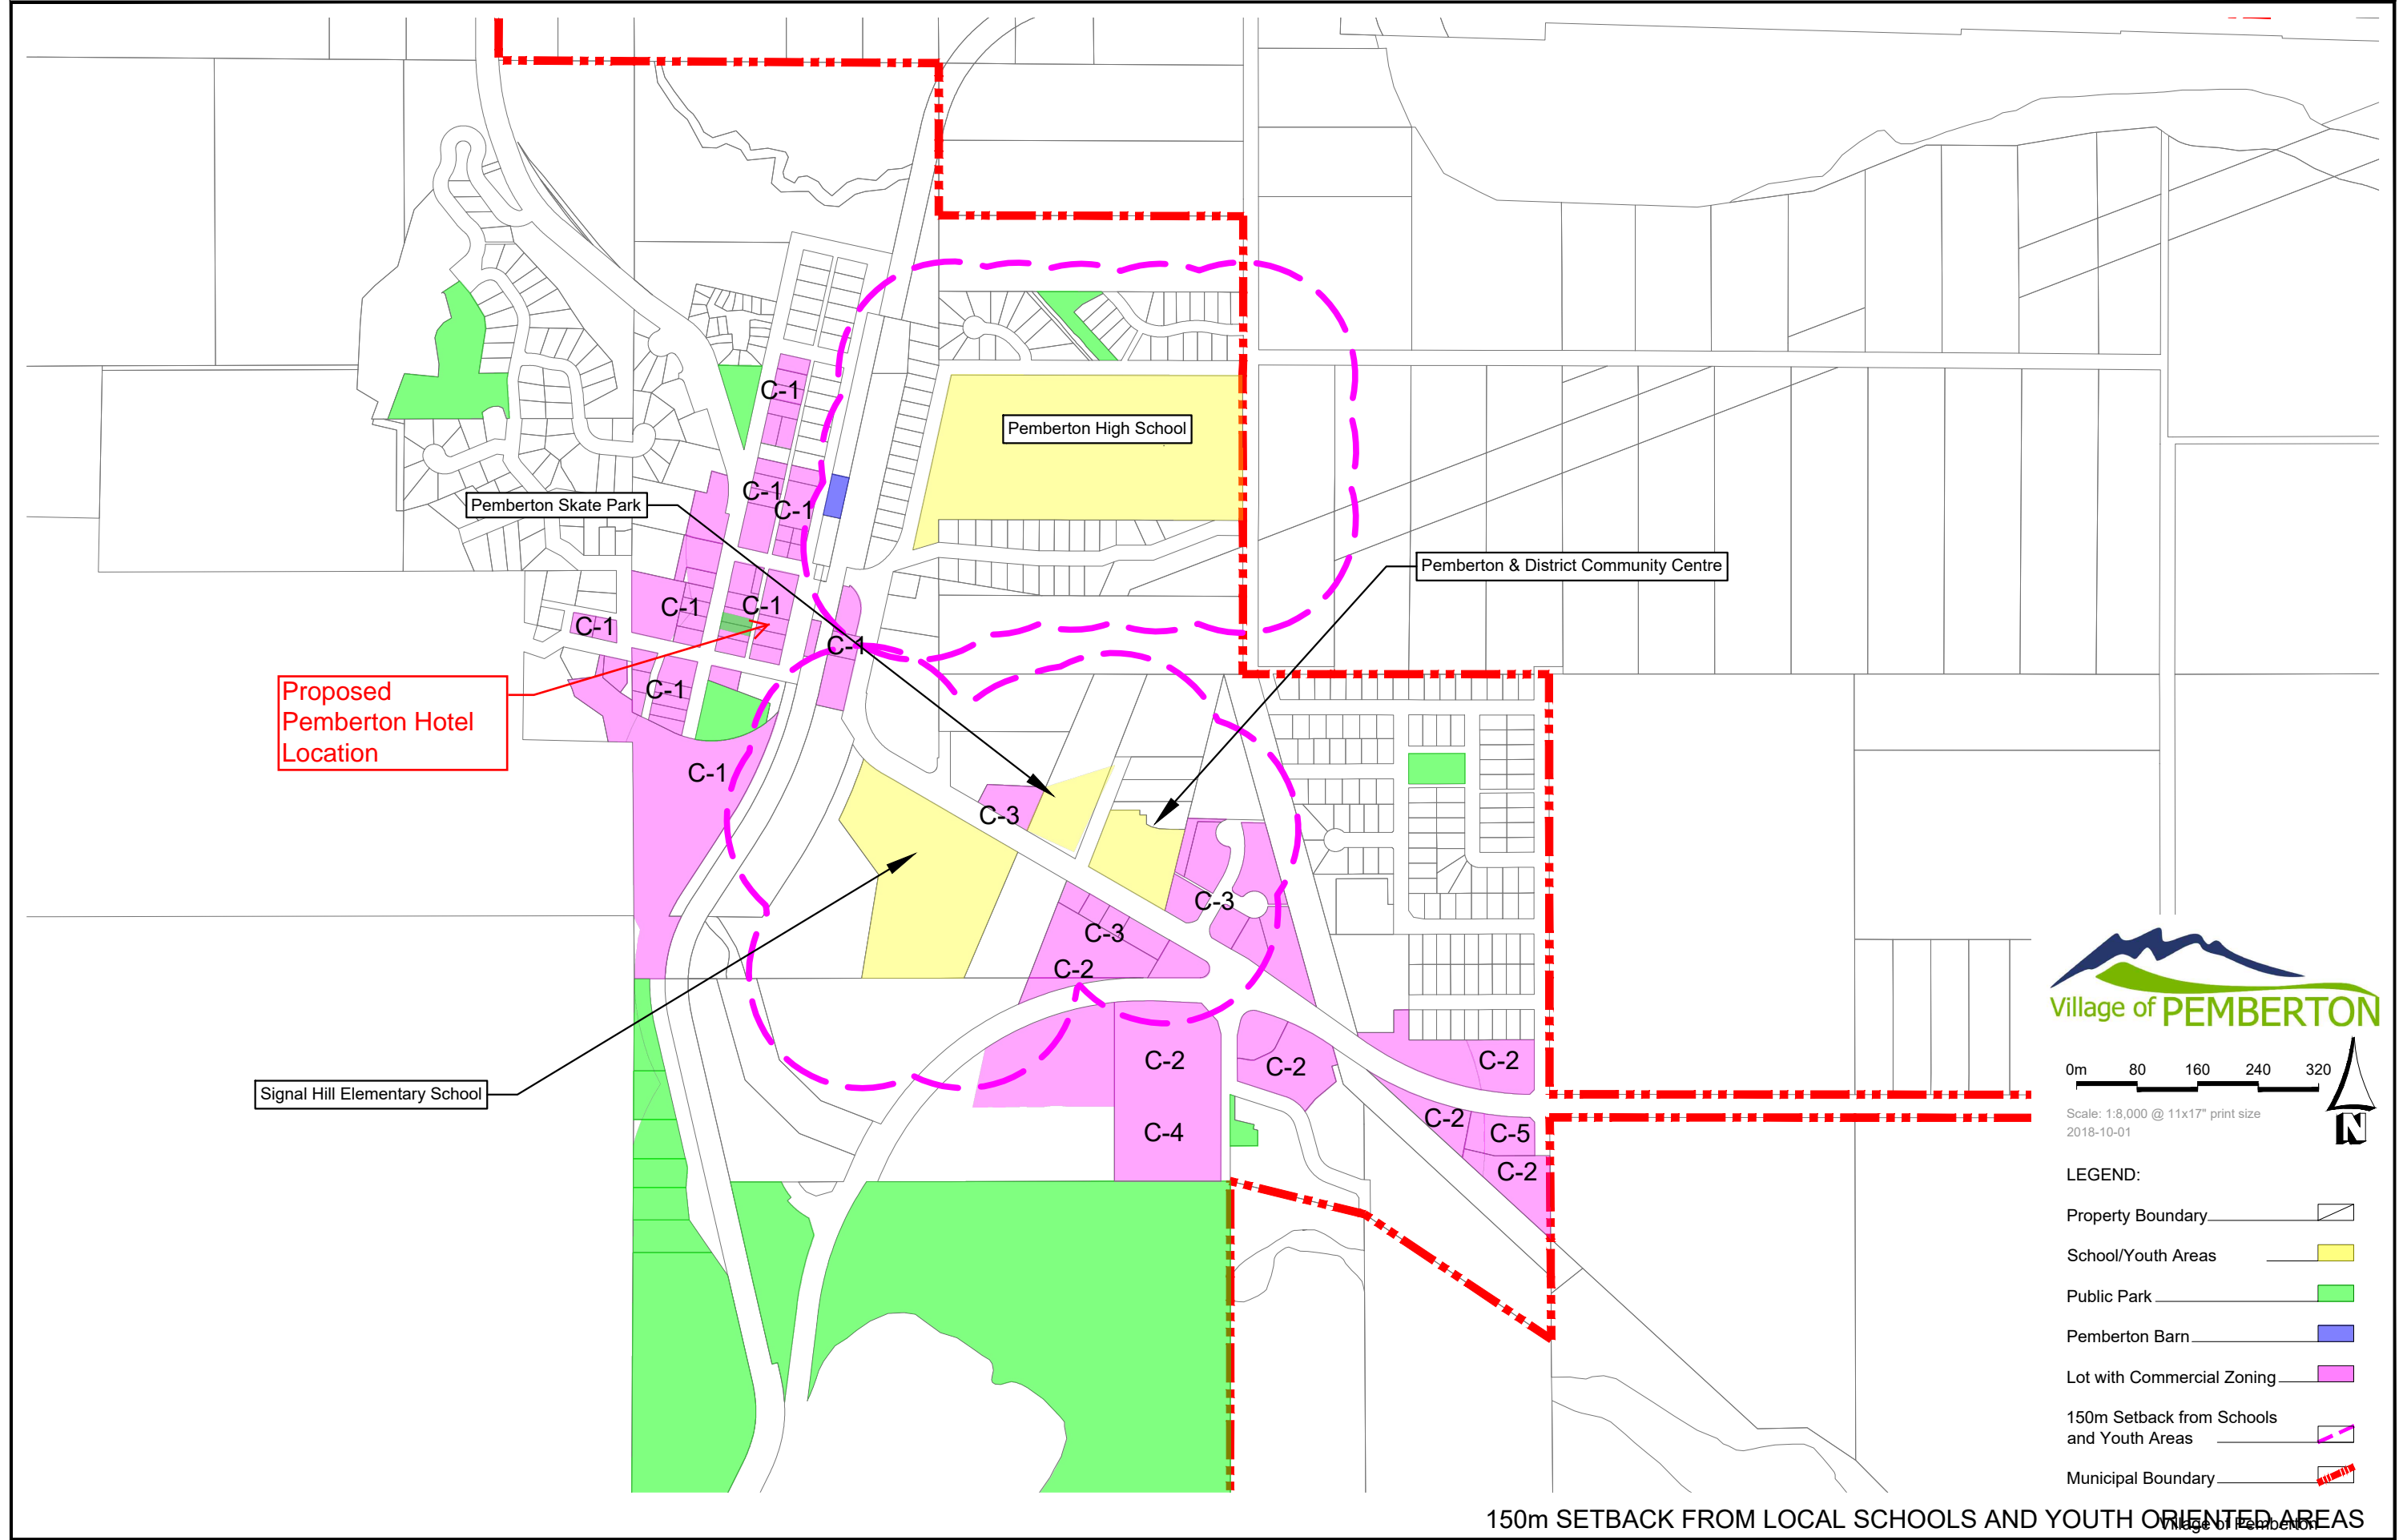 C-1
Pemberton High School
C-1
Pemberton Skate Park
C-1
Pemberton & District Community Centre
C-1
C-1
C-1
C-1
Proposed
Pemberton Hotel
Location
C-1
C-1
C-3
C-3
C-3
C-2
C-2
C-2
C-2
Signal Hill Elementary School
C-2
C-4
C-5
C-2
Village of PEMBERTON
0m 80 160 240 320
Scale: 1:8,000 @ 11x17" print size
2018-10-01
N
LEGEND:
Property Boundary
School/Youth Areas
Public Park
Pemberton Barn
Lot with Commercial Zoning
150m Setback from Schools
and Youth Areas
Municipal Boundary
150m SETBACK FROM LOCAL SCHOOLS AND YOUTH ORIENTED AREAS
Village of Pemberton